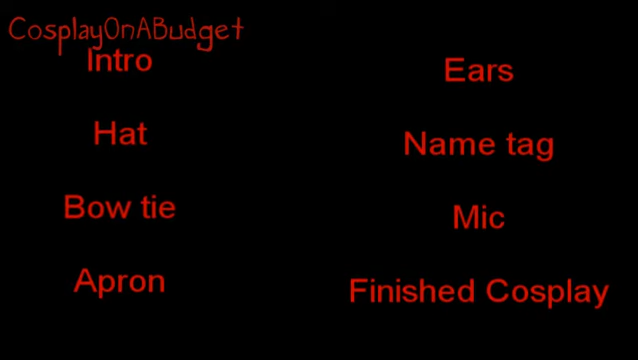 CosplayOnABudget
Intro
Hat
Bow tie
Apron
Ears
Name tag
Mic
Finished Cosplay